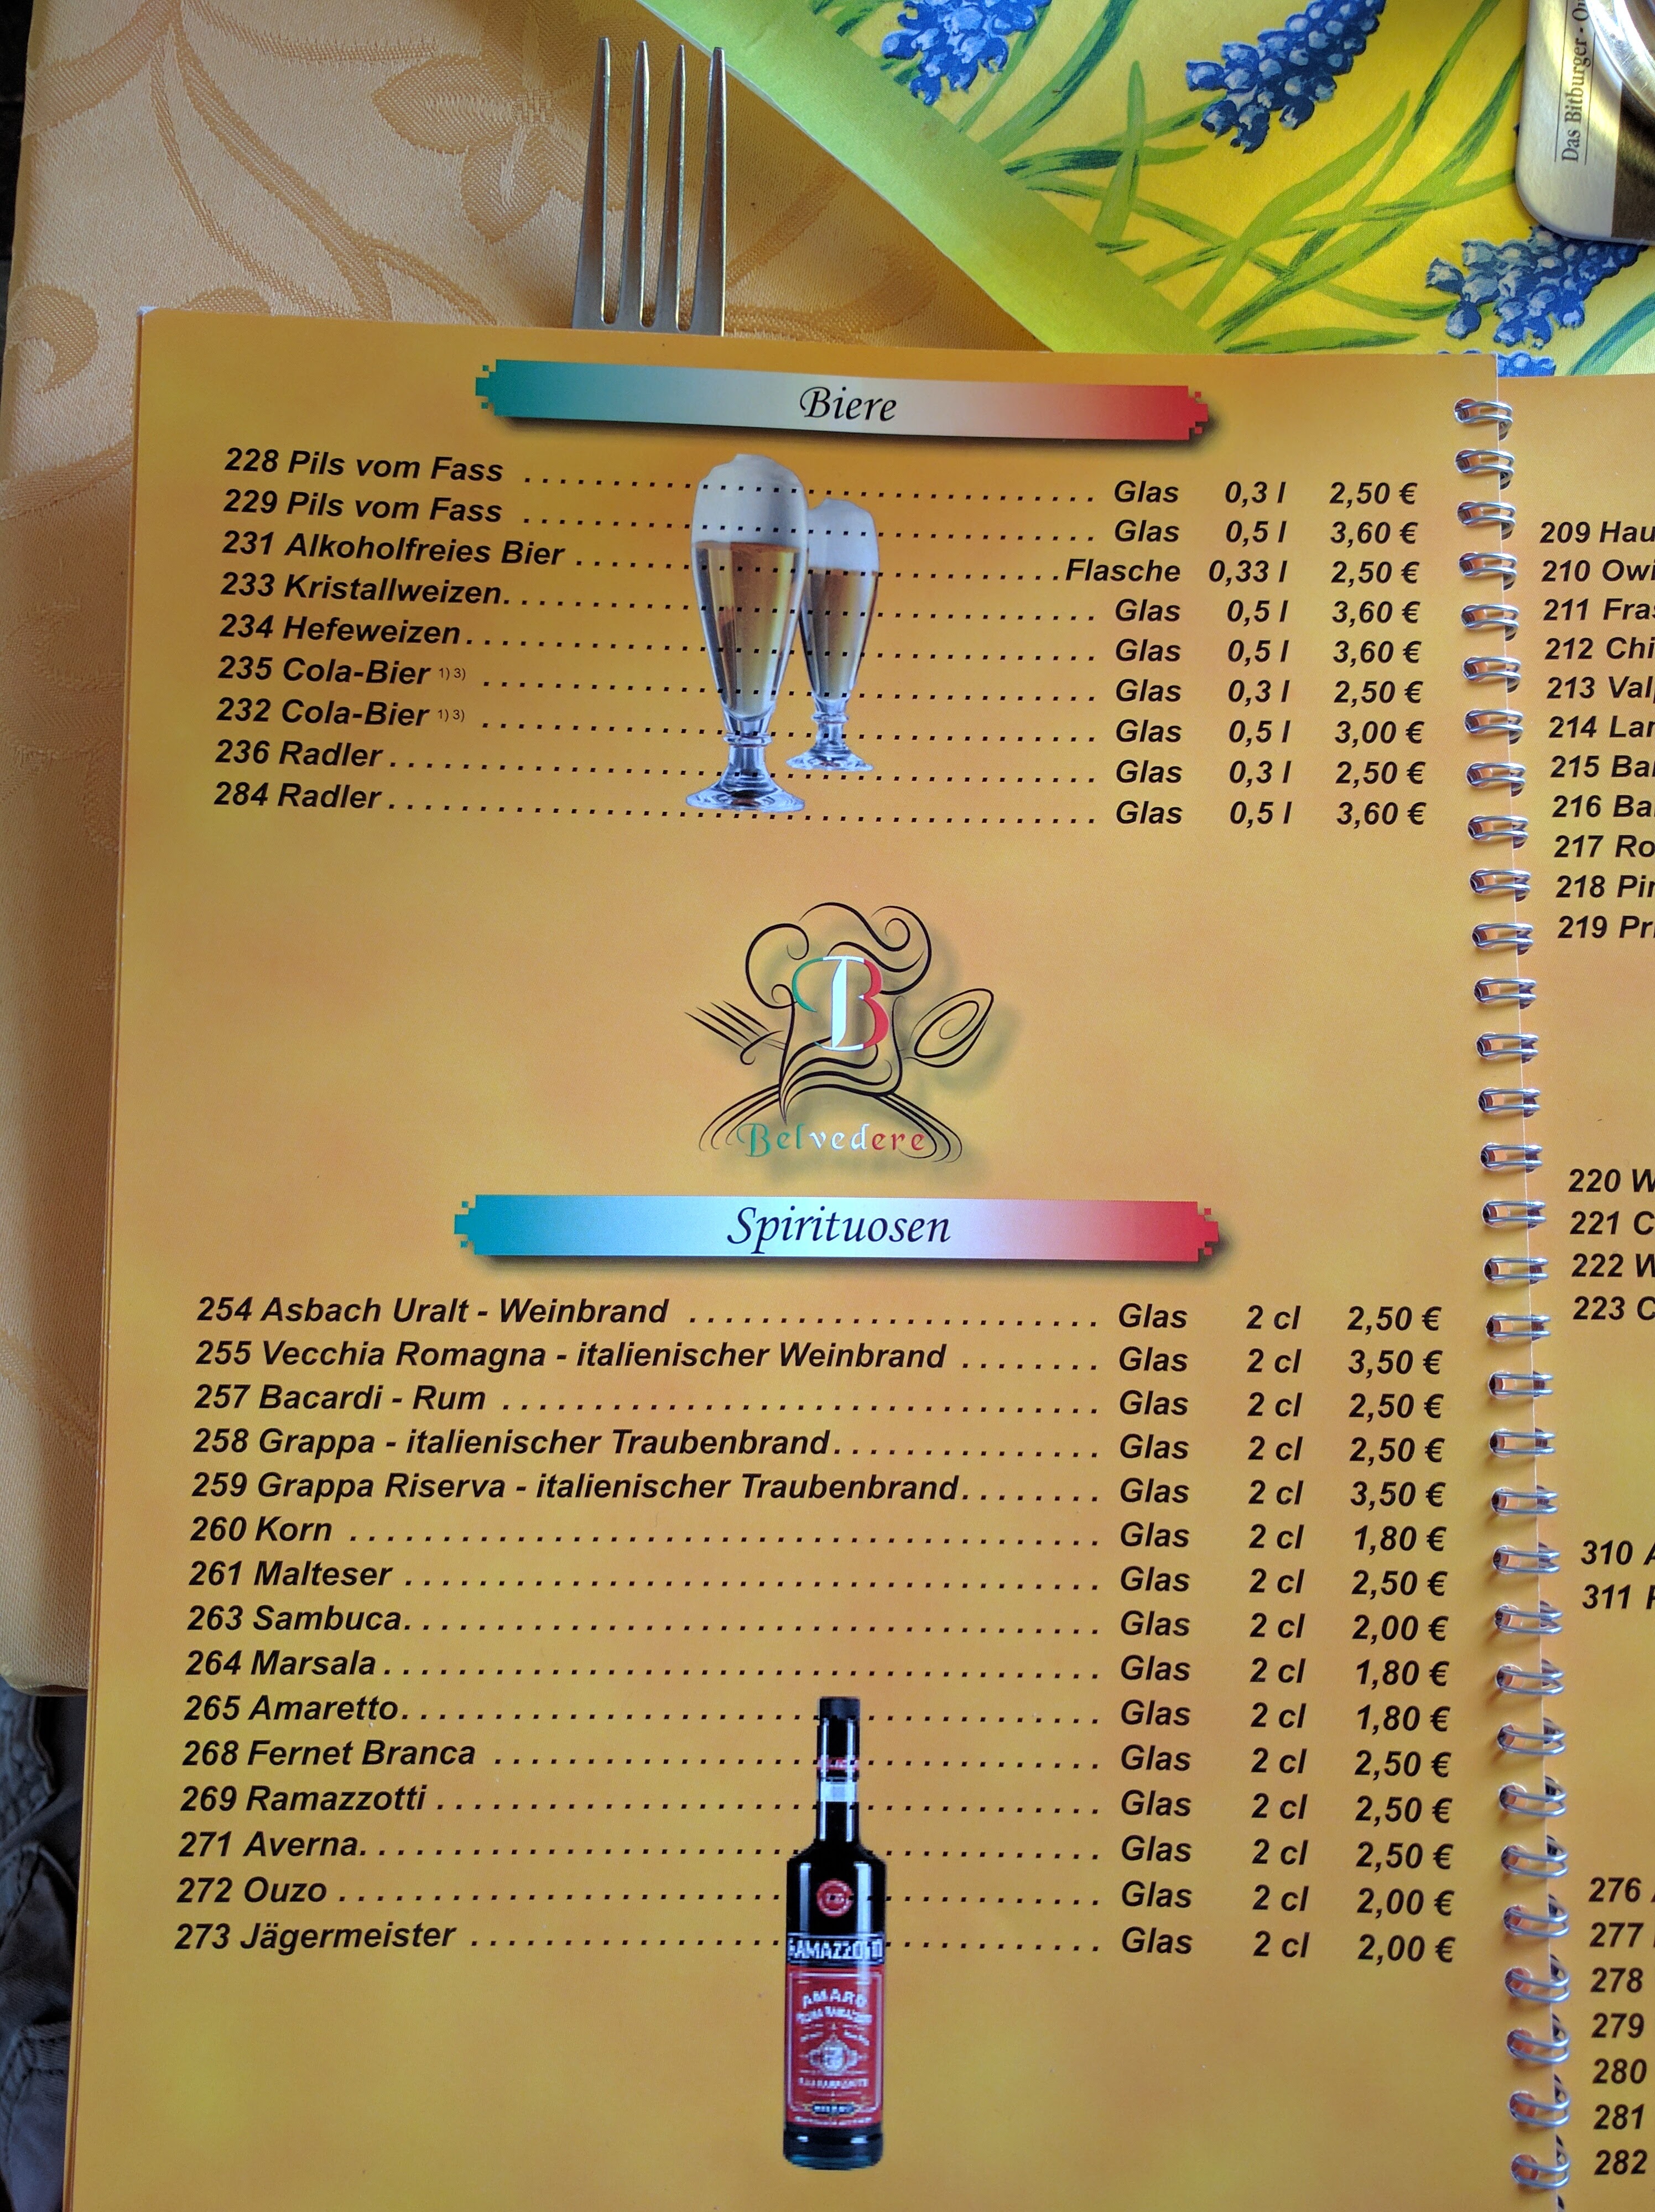 Das Bitburger
Biere
228 Pils vom Fass Glas 0,3 l 2,50 €
229 Pils vom Fass Glas 0,5 l 3,60 €
231 Alkoholfreies Bier Flasche 0,33 l 2,50 €
233 Kristallweizen Glas 0,5 l 3,60 €
234 Hefeweizen Glas 0,5 l 3,60 €
235 Cola-Bier 1) 3) Glas 0,3 l 2,50 €
232 Cola-Bier 1) 3) Glas 0,5 l 3,00 €
236 Radler Glas 0,3 l 2,50 €
284 Radler Glas 0,5 l 3,60 €
B
Belvedere
Spirituosen
254 Asbach Uralt - Weinbrand Glas 2 cl 2,50 €
255 Vecchia Romagna - italienischer Weinbrand Glas 2 cl 3,50 €
257 Bacardi - Rum Glas 2 cl 2,50 €
258 Grappa - italienischer Traubenbrand Glas 2 cl 2,50 €
259 Grappa Riserva - italienischer Traubenbrand Glas 2 cl 3,50 €
260 Korn Glas 2 cl 1,80 €
261 Malteser Glas 2 cl 2,50 €
263 Sambuca Glas 2 cl 2,00 €
264 Marsala Glas 2 cl 1,80 €
265 Amaretto Glas 2 cl 1,80 €
268 Fernet Branca Glas 2 cl 2,50 €
269 Ramazzotti Glas 2 cl 2,50 €
271 Averna Glas 2 cl 2,50 €
272 Ouzo Glas 2 cl 2,00 €
273 Jägermeister Glas 2 cl 2,00 €
RAMAZZOTTI
AMARO
209
210
211
212
213
214
215
216
217
218
219
220
221
222
223
310
311
276
277
278
279
280
281
282